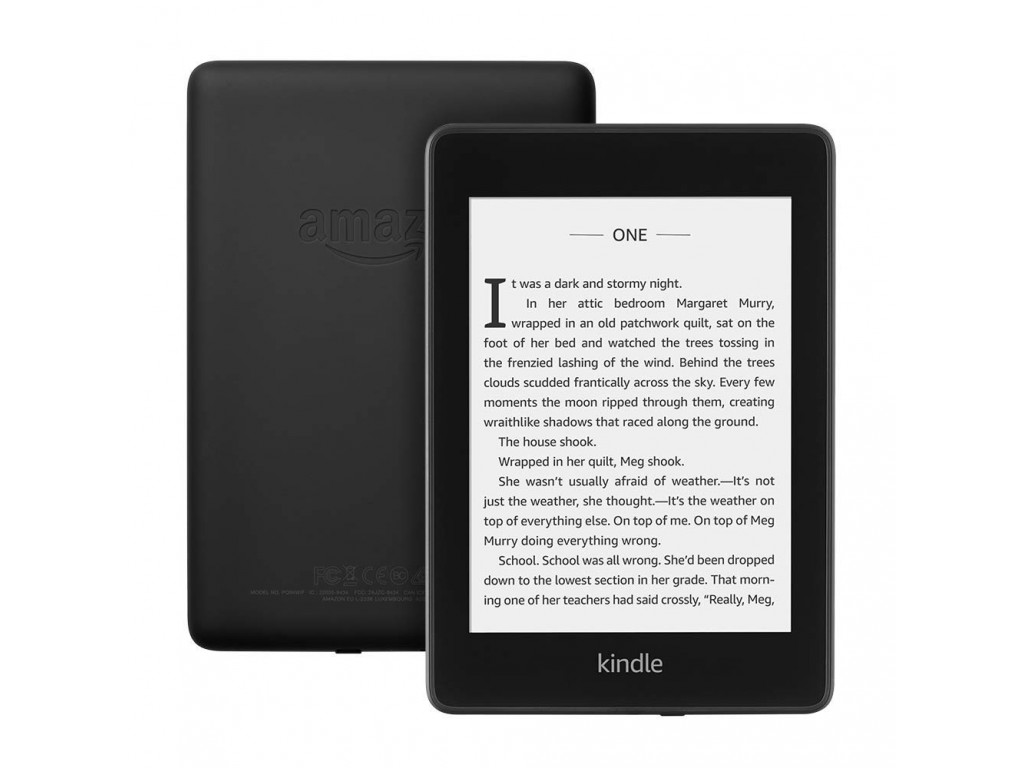 amaz
ONE
It was a dark and stormy night.
In her attic bedroom Margaret Murry,
wrapped in an old patchwork quilt, sat on the
foot of her bed and watched the trees tossing in
the frenzied lashing of the wind. Behind the trees
clouds scudded frantically across the sky. Every few
moments the moon ripped through them, creating
wraithlike shadows that raced along the ground.
The house shook.
Wrapped in her quilt, Meg shook.
She wasn’t usually afraid of weather.—It’s not
just the weather, she thought.—It’s the weather on
top of everything else. On top of me. On top of Meg
Murry doing everything wrong.
School. School was all wrong. She’d been dropped
down to the lowest section in her grade. That morn-
ing one of her teachers had said crossly, “Really, Meg,
FC CE
kindle